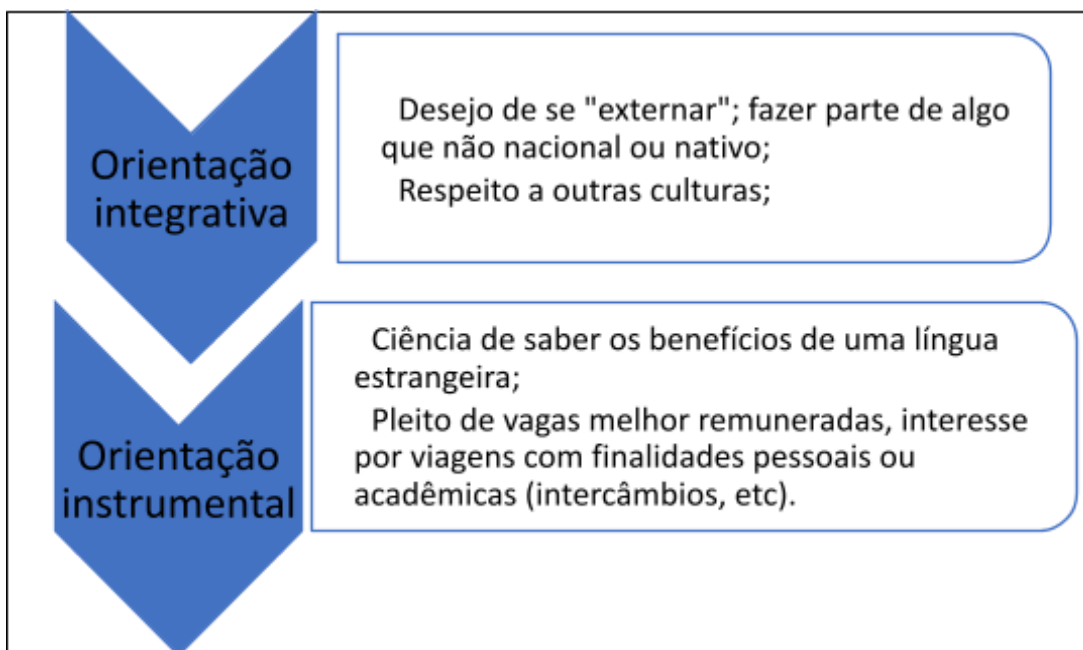 Orientação
integrativa
Desejo de se "externar"; fazer parte de algo
que não nacional ou nativo;
Respeito a outras culturas;
Orientação
instrumental
Ciência de saber os benefícios de uma língua
estrangeira;
Pleito de vagas melhor remuneradas, interesse
por viagens com finalidades pessoais ou
acadêmicas (intercâmbios, etc).